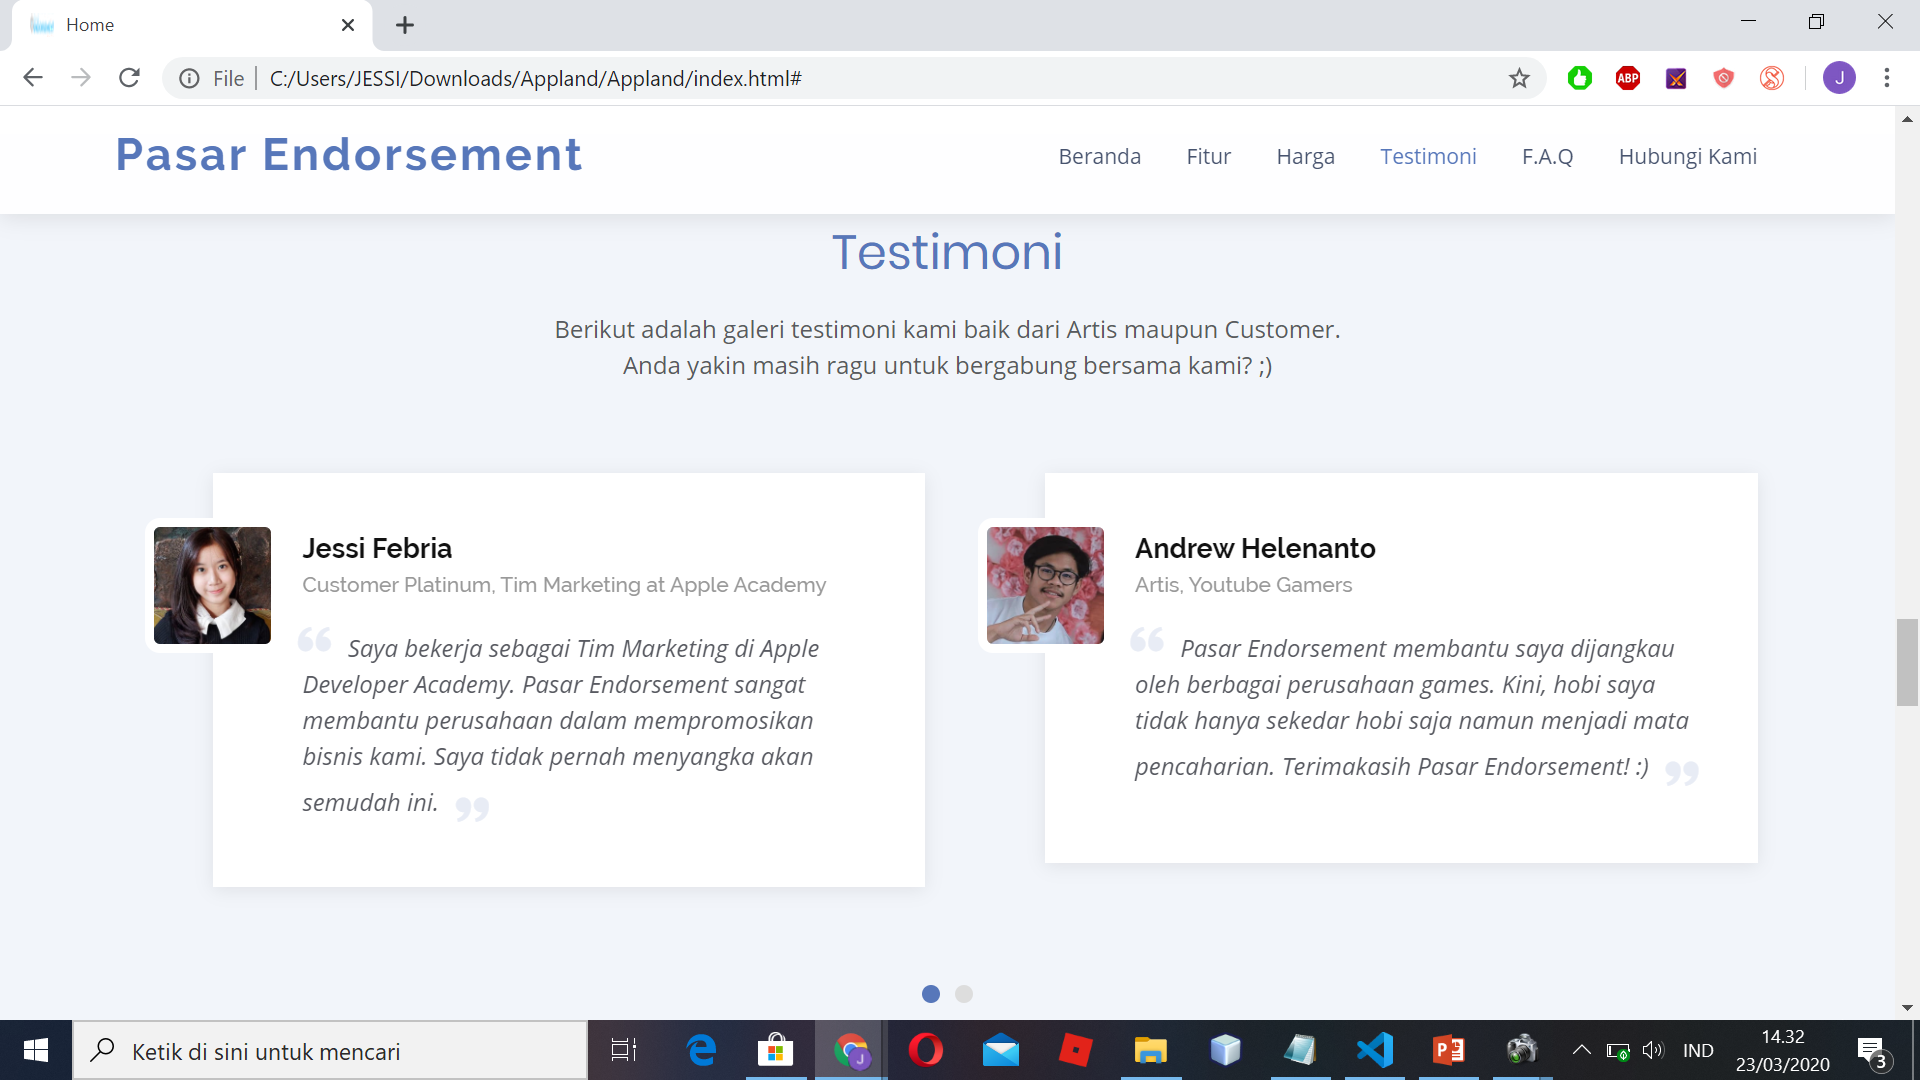 Home
File
C:/Users/JESSI/Downloads/Appland/Appland/index.html#
ABP
J
Pasar Endorsement
Beranda
Fitur
Harga
Testimoni
F.A.Q
Hubungi Kami
Testimoni
Berikut adalah galeri testimoni kami baik dari Artis maupun Customer.
Anda yakin masih ragu untuk bergabung bersama kami? ;)
Jessi Febria
Customer Platinum, Tim Marketing at Apple Academy
“ Saya bekerja sebagai Tim Marketing di Apple
Developer Academy. Pasar Endorsement sangat
membantu perusahaan dalam mempromosikan
bisnis kami. Saya tidak pernah menyangka akan
semudah ini. ”
Andrew Helenanto
Artis, Youtube Gamers
“ Pasar Endorsement membantu saya dijangkau
oleh berbagai perusahaan games. Kini, hobi saya
tidak hanya sekedar hobi saja namun menjadi mata
pencaharian. Terimakasih Pasar Endorsement! :) ”
Ketik di sini untuk mencari
J
IND
14.32
23/03/2020
3